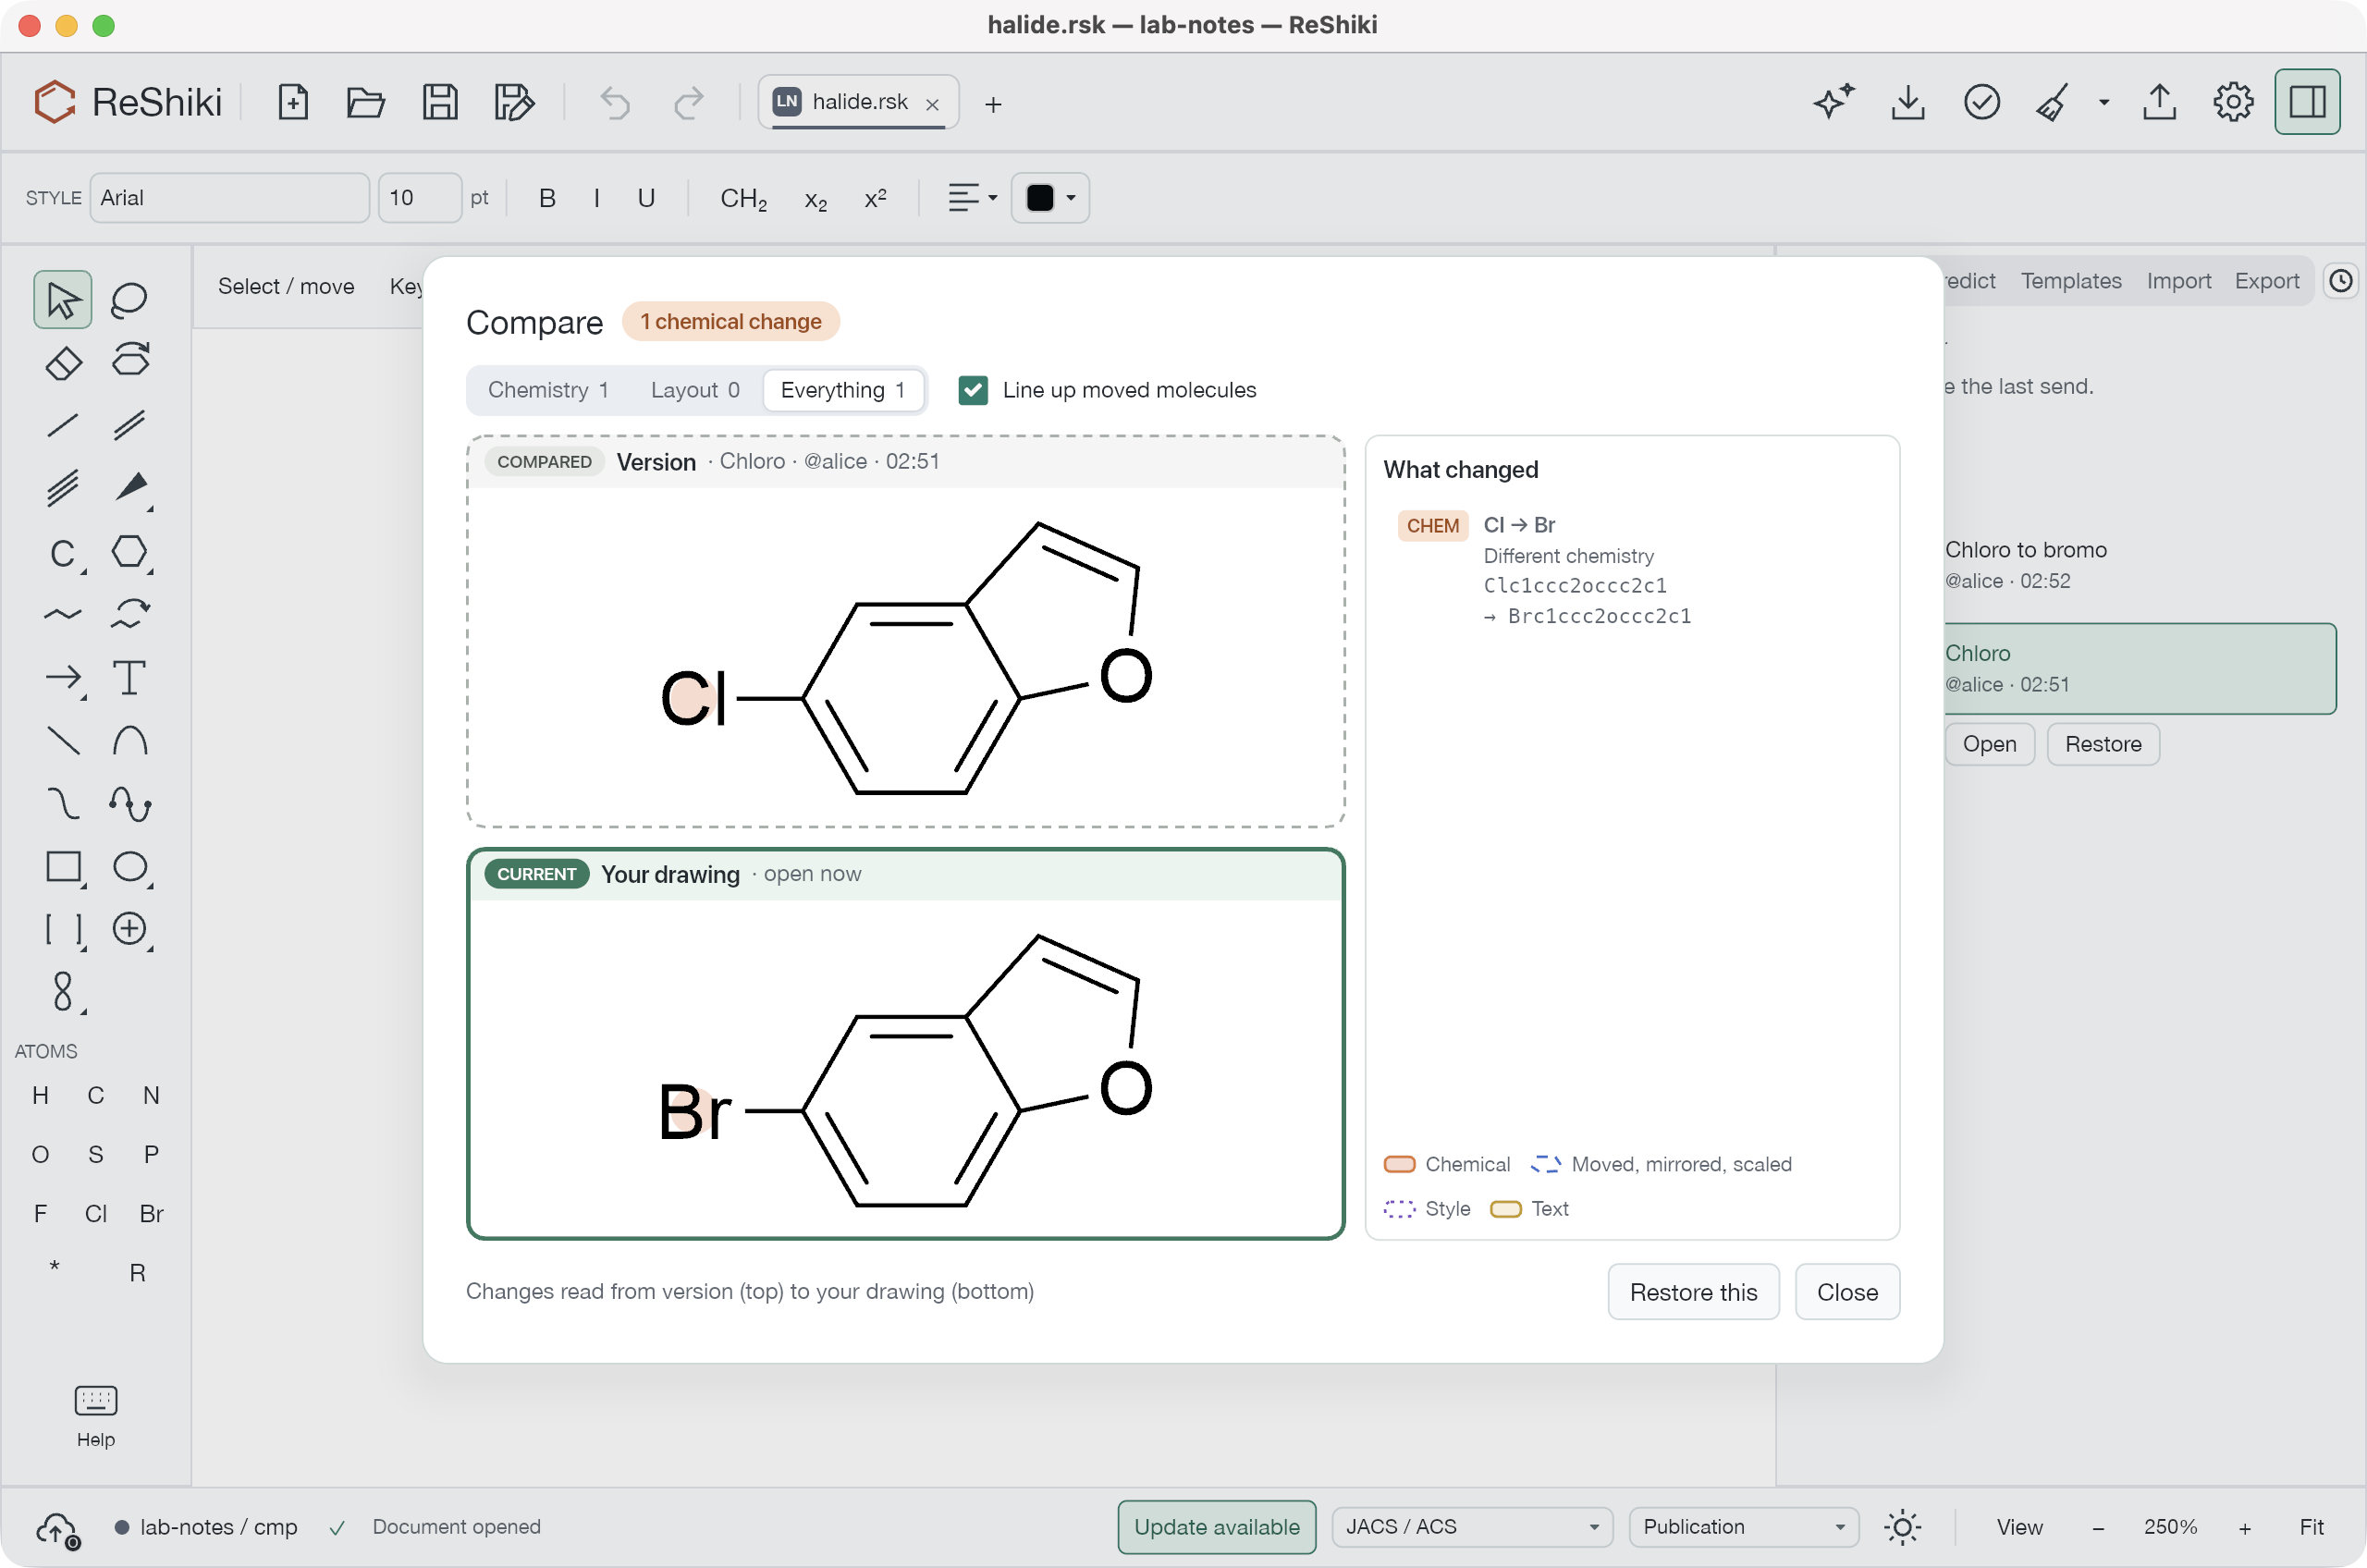 halide.rsk — lab-notes — ReShiki
ReShiki
LN halide.rsk × +
STYLE Arial 10 pt B I U CH₂ x₂ x²
Select / move Key
edict Templates Import Export
e the last send.
Compare 1 chemical change
Chemistry 1 Layout 0 Everything 1 Line up moved molecules
COMPARED Version · Chloro · @alice · 02:51
Cl
O
CURRENT Your drawing · open now
Br
O
What changed
CHEM Cl → Br
Different chemistry
Clc1ccc2occc2c1
→ Brc1ccc2occc2c1
Chemical Moved, mirrored, scaled
Style Text
Changes read from version (top) to your drawing (bottom)
Restore this Close
Chloro to bromo
@alice · 02:52
Chloro
@alice · 02:51
Open Restore
C
T
ATOMS
H C N
O S P
F Cl Br
* R
Help
lab-notes / cmp ✓ Document opened
Update available JACS / ACS Publication View − 250% + Fit